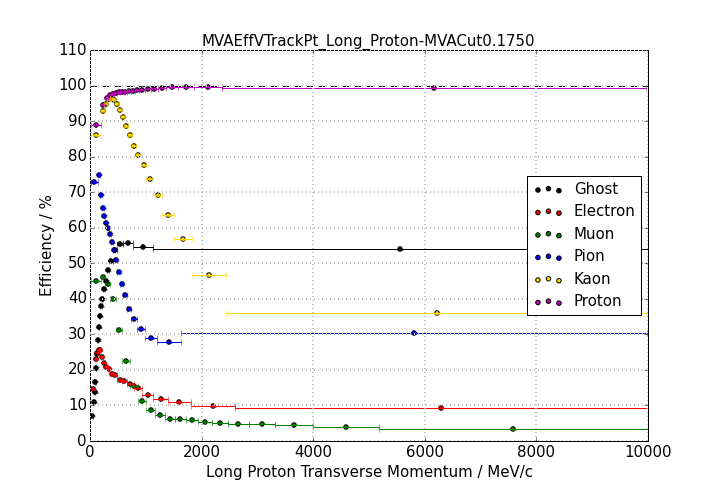 MVAEffVTrackPt_Long_Proton-MVACut0.1750
110
100
90
80
70
60
50
40
30
20
10
0
Efficiency / %
Ghost
Electron
Muon
Pion
Kaon
Proton
0 2000 4000 6000 8000 10000
Long Proton Transverse Momentum / MeV/c